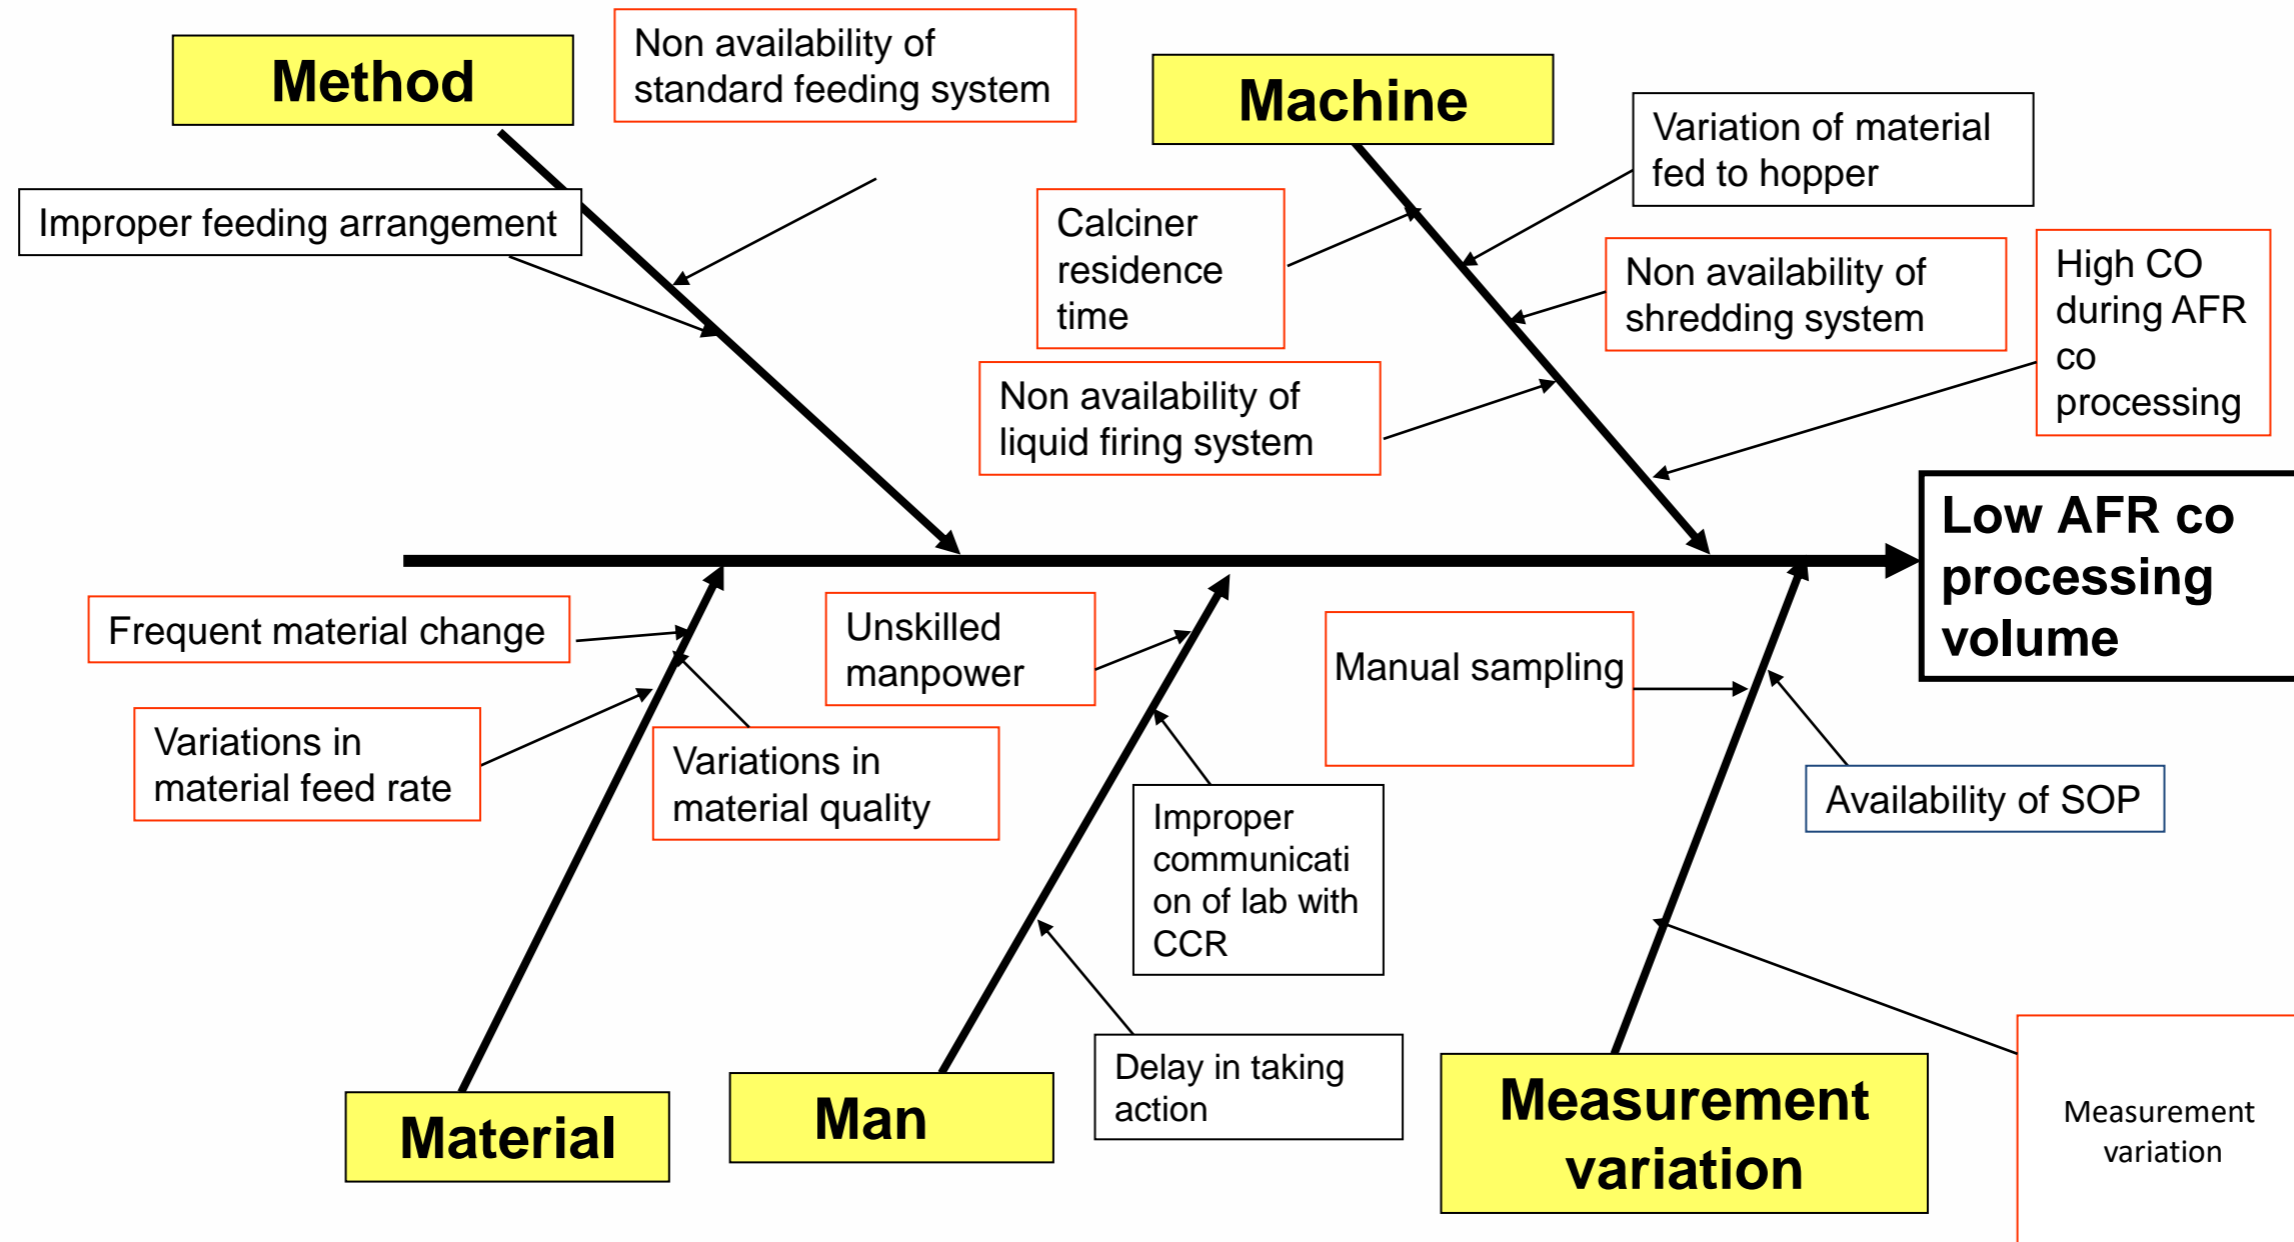 Method
Non availability of
standard feeding system
Machine
Variation of material
fed to hopper
Improper feeding arrangement
Calciner
residence
time
Non availability of
shredding system
High CO
during AFR
co
processing
Non availability of
liquid firing system
Low AFR co
processing
volume
Frequent material change
Unskilled
manpower
Manual sampling
Variations in
material feed rate
Variations in
material quality
Improper
communicati
on of lab with
CCR
Availability of SOP
Delay in taking
action
Material
Man
Measurement
variation
Measurement
variation